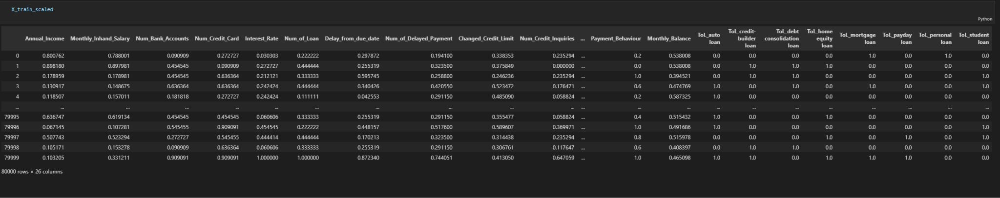 X_train_scaled
Python
Annual_Income Monthly_Inhand_Salary Num_Bank_Accounts Num_Credit_Card Interest_Rate Num_of_Loan Delay_from_due_date Num_of_Delayed_Payment Changed_Credit_Limit Num_Credit_Inquiries ... Payment_Behaviour Monthly_Balance ToL_auto loan ToL_credit-builder loan ToL_debt consolidation loan ToL_home equity loan ToL_mortgage loan ToL_payday loan ToL_personal loan ToL_student loan
0 0.800762 0.788001 0.090909 0.272727 0.030303 0.222222 0.297872 0.194100 0.338353 0.235294 ... 0.2 0.538008 0.0 0.0 0.0 0.0 1.0 0.0 1.0 0.0
1 0.898180 0.897981 0.454545 0.090909 0.272727 0.444444 0.255319 0.323500 0.375849 0.000000 ... 0.0 0.538008 0.0 1.0 1.0 1.0 0.0 0.0 0.0 0.0
2 0.178959 0.178981 0.454545 0.636364 0.212121 0.333333 0.595745 0.258800 0.246236 0.235294 ... 1.0 0.394521 0.0 1.0 1.0 0.0 0.0 0.0 0.0 1.0
3 0.130917 0.148675 0.636364 0.636364 0.242424 0.444444 0.340426 0.420550 0.523472 0.176471 ... 0.6 0.474769 1.0 0.0 1.0 0.0 1.0 0.0 0.0 1.0
4 0.118507 0.157011 0.181818 0.272727 0.242424 0.111111 0.042553 0.291150 0.485090 0.058824 ... 0.2 0.587325 1.0 0.0 0.0 0.0 0.0 0.0 0.0 0.0
... ... ... ... ... ... ... ... ... ... ... ... ... ... ... ... ... ... ... ... ... ...
79995 0.636747 0.619134 0.454545 0.454545 0.060606 0.333333 0.255319 0.291150 0.355477 0.058824 ... 0.4 0.515432 1.0 0.0 0.0 1.0 0.0 0.0 0.0 0.0
79996 0.067145 0.107281 0.545455 0.909091 0.454545 0.222222 0.448157 0.517600 0.589607 0.369971 ... 1.0 0.491686 1.0 0.0 0.0 0.0 0.0 0.0 0.0 1.0
79997 0.507743 0.523294 0.272727 0.545455 0.444414 0.444444 0.170213 0.323500 0.314438 0.235294 ... 0.8 0.515978 0.0 0.0 0.0 1.0 0.0 1.0 0.0 1.0
79998 0.105171 0.153278 0.090909 0.636364 0.060606 0.333333 0.255319 0.291150 0.306761 0.117647 ... 0.6 0.408397 0.0 1.0 1.0 0.0 0.0 0.0 0.0 0.0
79999 0.103205 0.331211 0.909091 0.909091 1.000000 1.000000 0.872340 0.744051 0.413050 0.647059 ... 1.0 0.465098 1.0 1.0 0.0 1.0 1.0 1.0 0.0 0.0
80000 rows × 26 columns